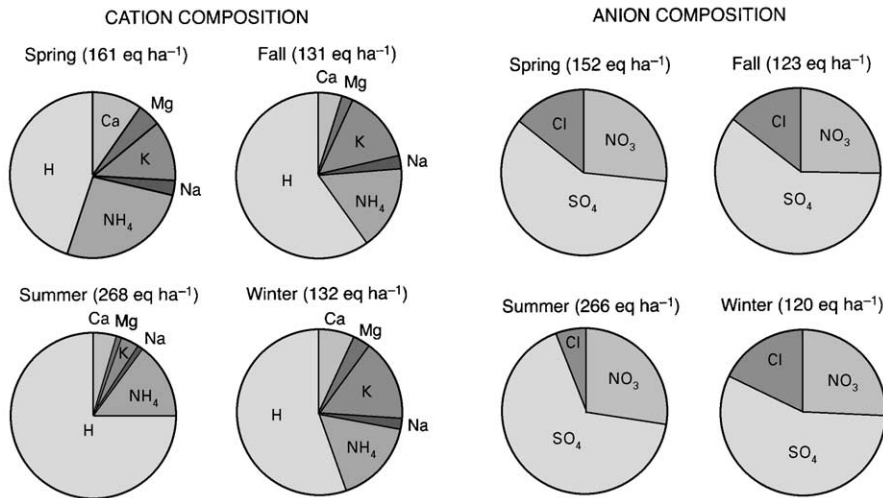 CATION COMPOSITION
Spring (161 eq ha⁻¹)
Ca
Mg
K
Na
NH₄
H
Fall (131 eq ha⁻¹)
Ca
Mg
K
Na
NH₄
H
Summer (268 eq ha⁻¹)
Ca
Mg
K
Na
NH₄
H
Winter (132 eq ha⁻¹)
Ca
Mg
K
Na
NH₄
H
ANION COMPOSITION
Spring (152 eq ha⁻¹)
Cl
NO₃
SO₄
Fall (123 eq ha⁻¹)
Cl
NO₃
SO₄
Summer (266 eq ha⁻¹)
Cl
NO₃
SO₄
Winter (120 eq ha⁻¹)
Cl
NO₃
SO₄